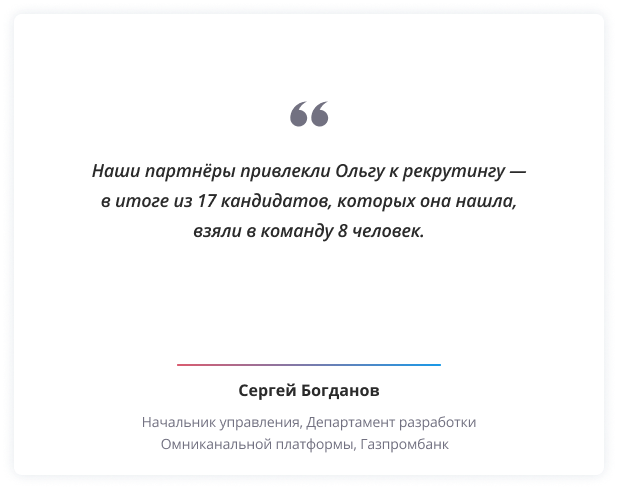 “
Наши партнёры привлекли Ольгу к рекрутингу —
в итоге из 17 кандидатов, которых она нашла,
взяли в команду 8 человек.
Сергей Богданов
Начальник управления, Департамент разработки
Омниканальной платформы, Газпромбанк